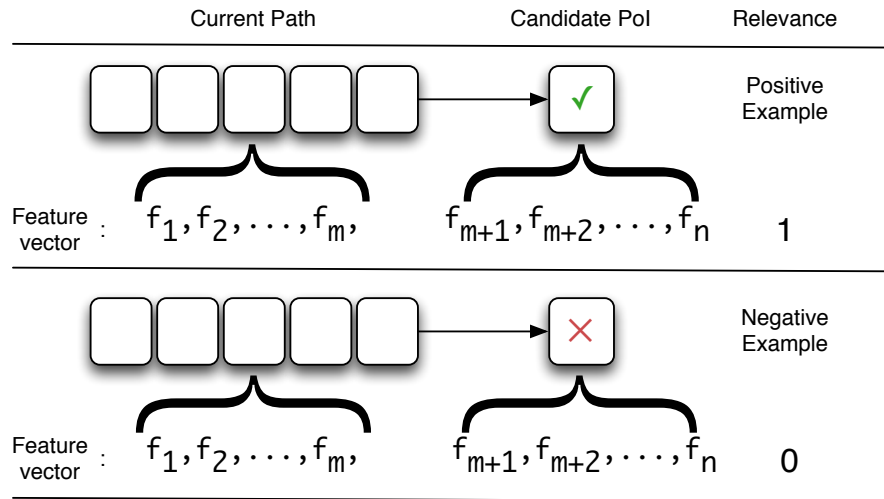 Current Path Candidate PoI Relevance
✓ Positive
Example
Feature
vector : f1,f2,...,fm, fm+1,fm+2,...,fn 1
✕ Negative
Example
Feature
vector : f1,f2,...,fm, fm+1,fm+2,...,fn 0